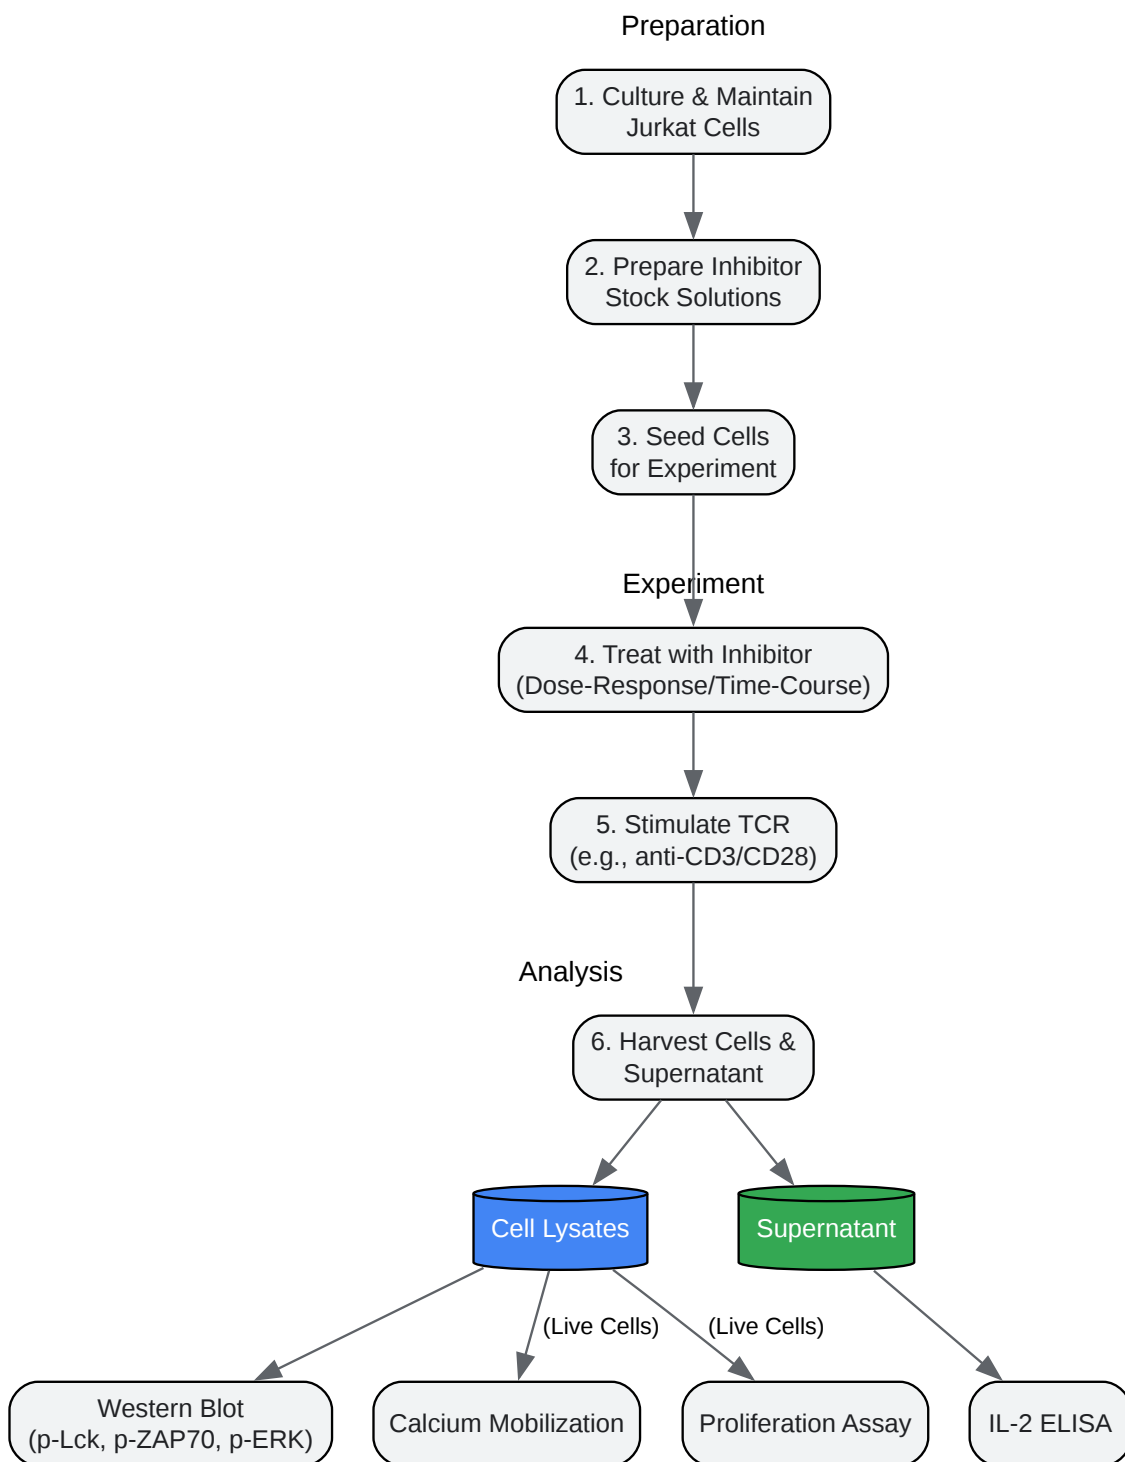 Preparation
1. Culture & Maintain
Jurkat Cells
2. Prepare Inhibitor
Stock Solutions
3. Seed Cells
for Experiment
Experiment
4. Treat with Inhibitor
(Dose-Response/Time-Course)
5. Stimulate TCR
(e.g., anti-CD3/CD28)
Analysis
6. Harvest Cells &
Supernatant
Cell Lysates
Supernatant
(Live Cells)
(Live Cells)
Western Blot
(p-Lck, p-ZAP70, p-ERK)
Calcium Mobilization
Proliferation Assay
IL-2 ELISA